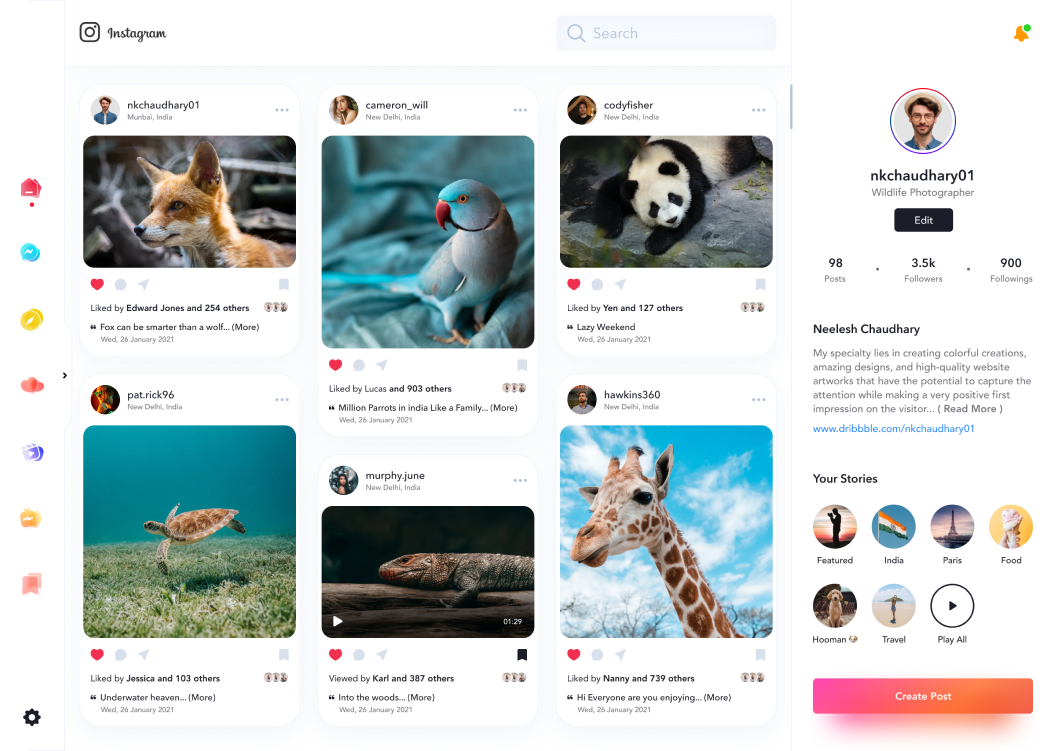 Instagram
Search
nkchaudhary01
Munbai, India
Liked by Edward Jones and 254 others
❝ Fox can be smarter than a wolf... (More)
Wed, 26 January 2021
pat.rick96
New Delhi, India
Liked by Jessica and 103 others
❝ Underwater heaven... (More)
Wed, 26 January 2021
cameron_will
New Delhi, India
Liked by Lucas and 903 others
❝ Million Parrots in india Like a Family... (More)
Wed, 26 January 2021
murphy.june
New Delhi, India
01:29
Viewed by Karl and 387 others
❝ Into the woods... (More)
Wed, 26 January 2021
codyfisher
New Delhi, India
Liked by Yen and 127 others
❝ Lazy Weekend
Wed, 26 January 2021
hawkins360
New Delhi, India
Liked by Nanny and 739 others
❝ Hi Everyone are you enjoying... (More)
Wed, 26 January 2021
nkchaudhary01
Wildlife Photographer
Edit
98 • 3.5k • 900
Posts Followers Followings
Neelesh Chaudhary
My specialty lies in creating colorful creations,
amazing designs, and high-quality website
artworks that have the potential to capture the
attention while making a very positive first
impression on the visitor... ( Read More )
www.dribbble.com/nkchaudhary01
Your Stories
Featured India Paris Food
Hooman 🐶 Travel Play All
Create Post